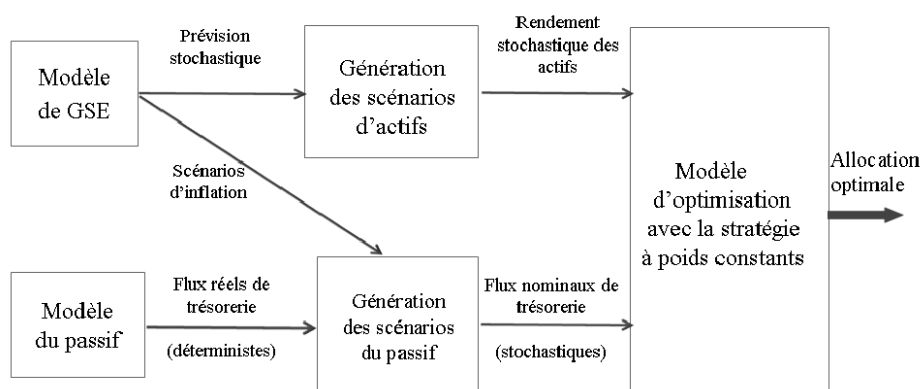 Modèle
de GSE
Prévision
stochastique
Génération
des scénarios
d’actifs
Rendement
stochastique des
actifs
Scénarios
d’inflation
Modèle
d’optimisation
avec la stratégie
à poids constants
Allocation
optimale
Modèle
du passif
Flux réels de
trésorerie
(déterministes)
Génération
des scénarios
du passif
Flux nominaux de
trésorerie
(stochastiques)